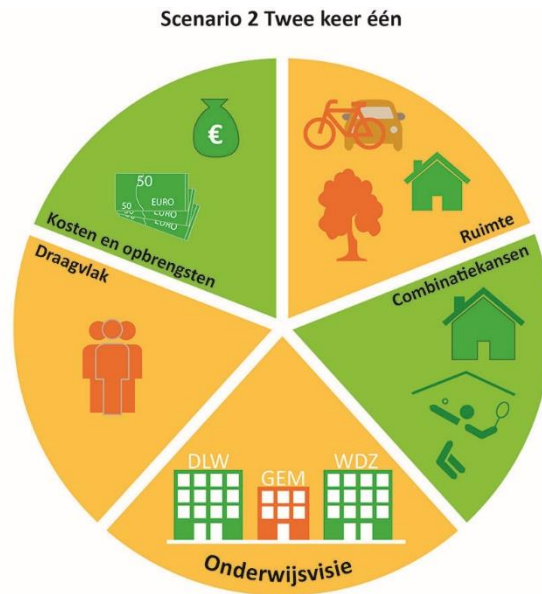 Scenario 2 Twee keer één
€
50
EURO
50
EURO
50
EURO
Kosten en opbrengsten
Ruimte
Draagvlak
Combinatiekansen
DLW
GEM
WDZ
Onderwijsvisie